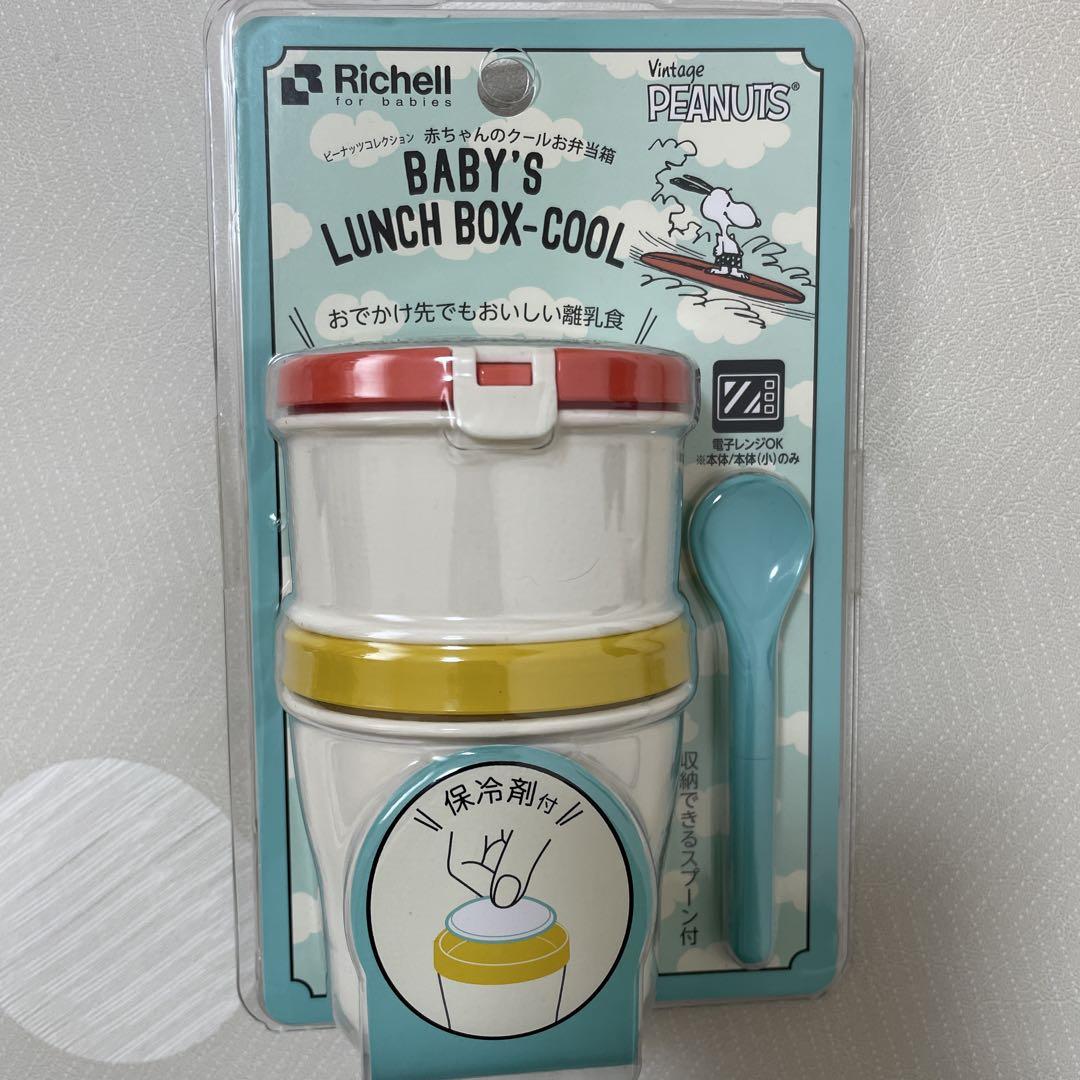 Richell
for babies
Vintage
PEANUTS®
ピーナッツコレクション 赤ちゃんのクールお弁当箱
BABY'S
LUNCH BOX-COOL
おでかけ先でもおいしい離乳食
電子レンジOK
※本体/本体(小)のみ
収納できるスプーン付
保冷剤付